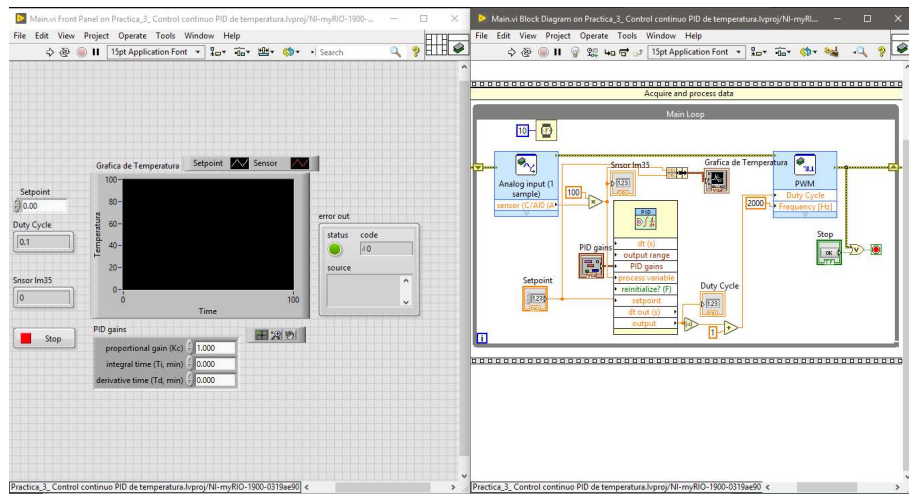 Main.vi Front Panel on Practica_3_ Control continuo PID de temperatura.lvproj/NI-myRIO-1900-...
File Edit View Project Operate Tools Window Help
15pt Application Font
Search
Grafica de Temperatura
Setpoint
Sensor
Setpoint
0.00
Duty Cycle
0.1
Snsor lm35
0
Stop
Temperatura
100
80
60
40
20
0
0
100
Time
error out
status
code
0
source
PID gains
proportional gain (Kc)
1.000
integral time (Ti, min)
0.000
derivative time (Td, min)
0.000
Practica_3_ Control continuo PID de temperatura.lvproj/NI-myRIO-1900-0319ae90
Main.vi Block Diagram on Practica_3_ Control continuo PID de temperatura.lvproj/NI-myRI...
File Edit View Project Operate Tools Window Help
15pt Application Font
Acquire and process data
Main Loop
10
Analog input (1
sample)
sensor (C/AI0 (A
100
Snsor lm35
1.23
Grafica de Temperatura
PWM
Duty Cycle
Frequency [Hz]
2000
PID
dt (s)
output range
PID gains
process variable
reinitialize? (F)
setpoint
dt out (s)
output
PID gains
Setpoint
1.23
Duty Cycle
1.23
1
Stop
OK
TF
i
Practica_3_ Control continuo PID de temperatura.lvproj/NI-myRIO-1900-0319ae90